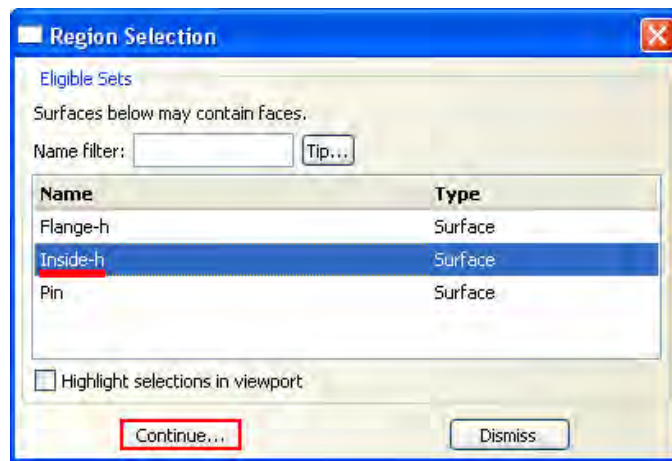 Region Selection
Eligible Sets
Surfaces below may contain faces.
Name filter: Tip...
Name Type
Flange-h Surface
Inside-h Surface
Pin Surface
Highlight selections in viewport
Continue... Dismiss